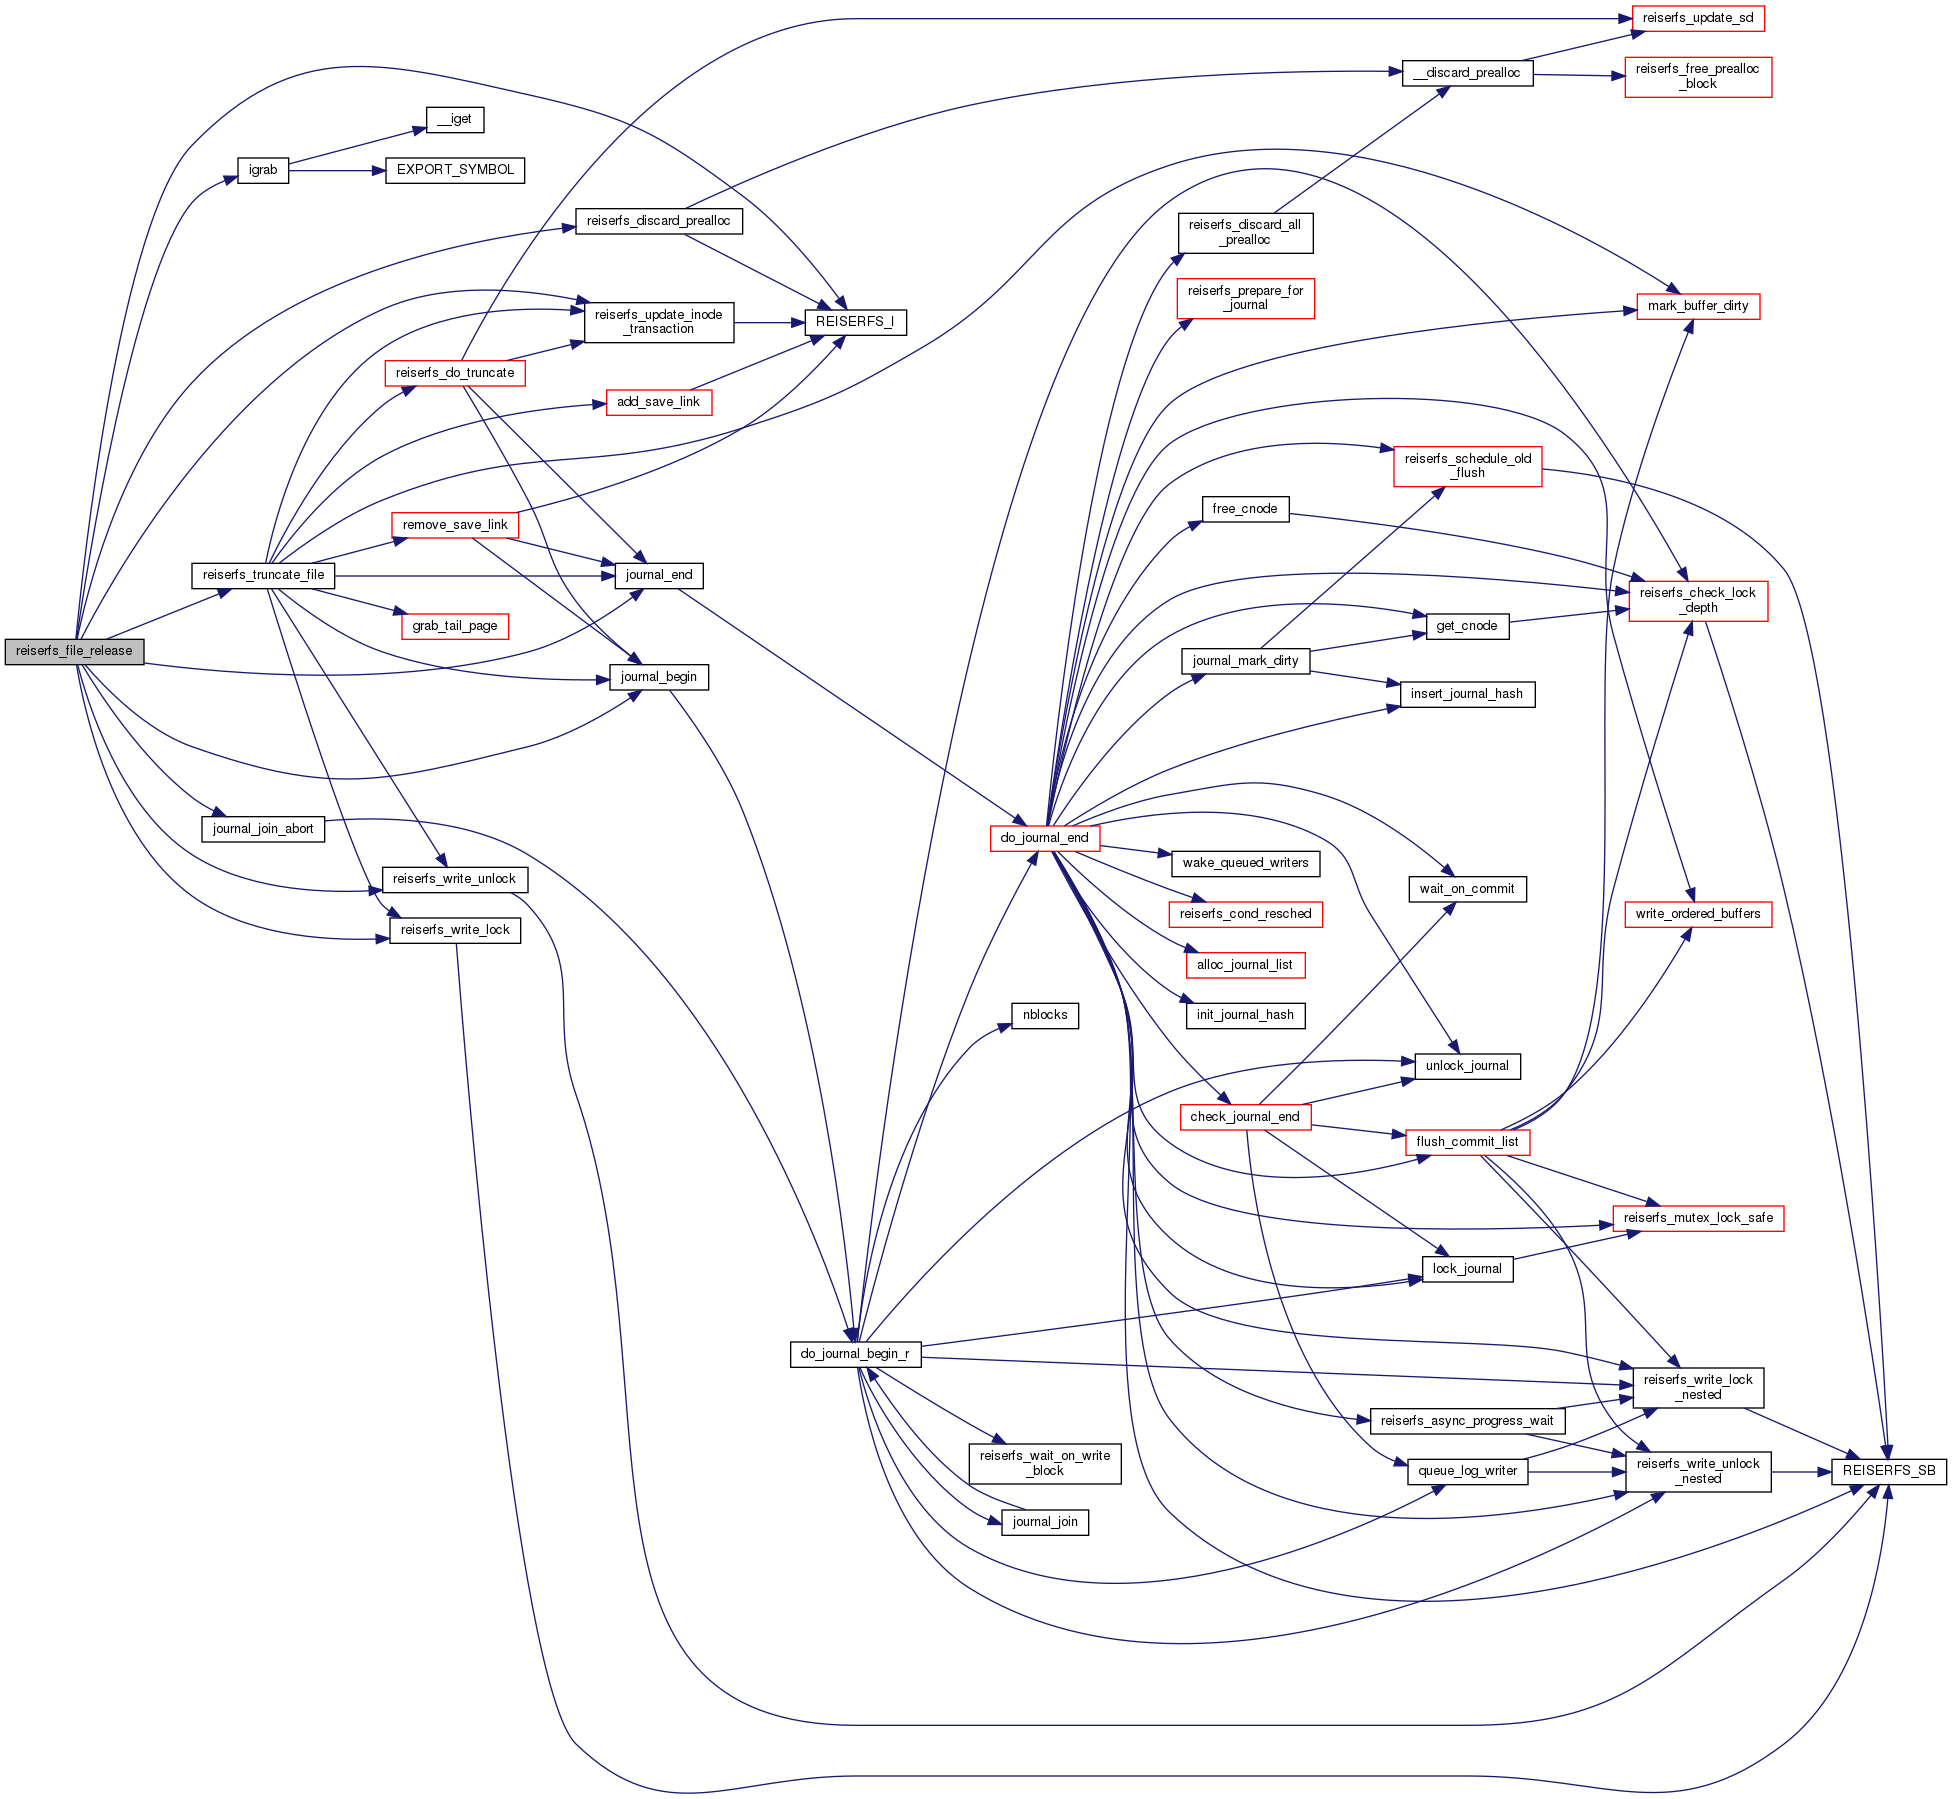 reiserfs_update_sd
__discard_prealloc
reiserfs_free_prealloc
_block
__iget
igrab
EXPORT_SYMBOL
reiserfs_discard_prealloc
reiserfs_discard_all
_prealloc
reiserfs_prepare_for
_journal
mark_buffer_dirty
reiserfs_update_inode
_transaction
REISERFS_I
reiserfs_do_truncate
add_save_link
reiserfs_schedule_old
_flush
free_cnode
remove_save_link
reiserfs_truncate_file
journal_end
reiserfs_check_lock
_depth
grab_tail_page
get_cnode
reiserfs_file_release
journal_mark_dirty
journal_begin
insert_journal_hash
journal_join_abort
do_journal_end
wake_queued_writers
reiserfs_write_unlock
wait_on_commit
reiserfs_cond_resched
write_ordered_buffers
reiserfs_write_lock
alloc_journal_list
nblocks
init_journal_hash
unlock_journal
check_journal_end
flush_commit_list
reiserfs_mutex_lock_safe
lock_journal
do_journal_begin_r
reiserfs_write_lock
_nested
reiserfs_async_progress_wait
reiserfs_wait_on_write
_block
queue_log_writer
reiserfs_write_unlock
_nested
REISERFS_SB
journal_join